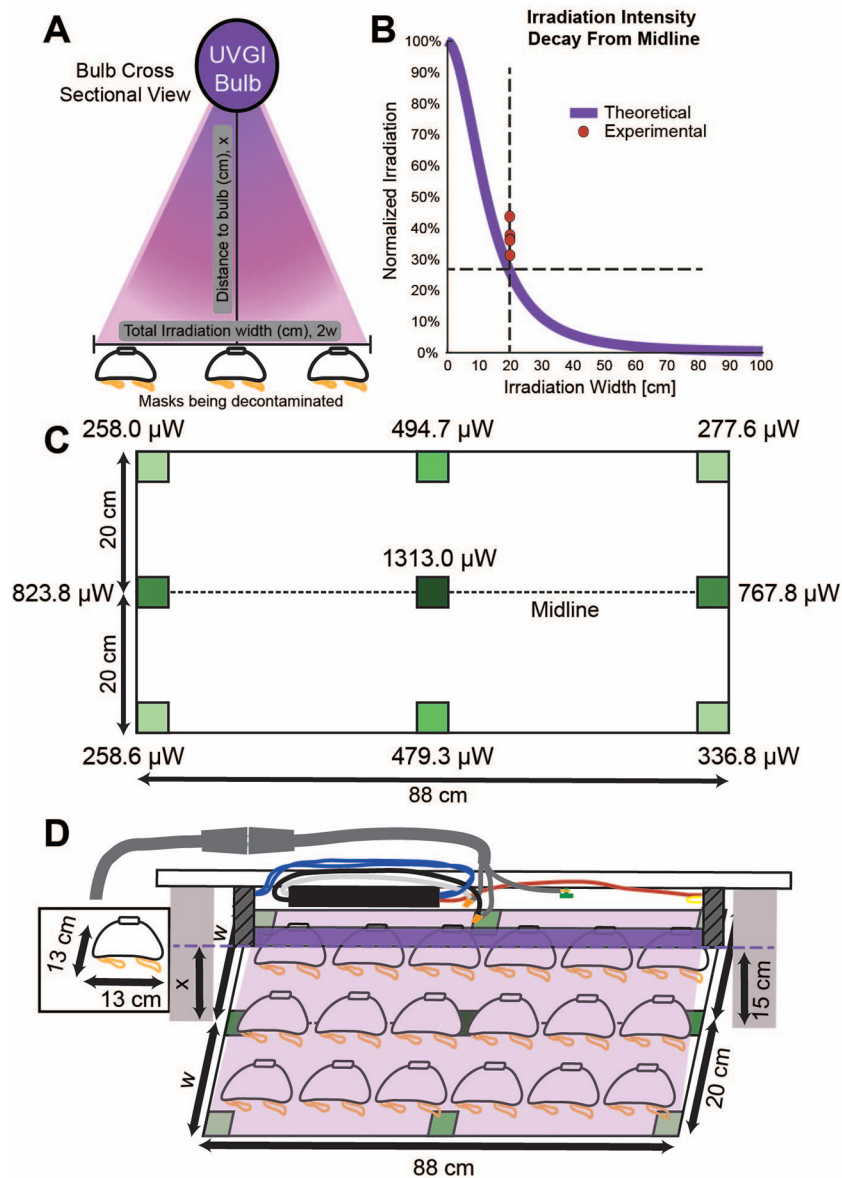 A
UVGI
Bulb
Bulb Cross
Sectional View
Distance to bulb (cm), x
Total Irradiation width (cm), 2w
Masks being decontaminated
B
Irradiation Intensity
Decay From Midline
100%
90%
80%
70%
60%
50%
40%
30%
20%
10%
0%
Normalized Irradiation
Theoretical
Experimental
0 10 20 30 40 50 60 70 80 90 100
Irradiation Width [cm]
C
258.0 µW 494.7 µW 277.6 µW
20 cm
1313.0 µW
823.8 µW 767.8 µW
Midline
20 cm
258.6 µW 479.3 µW 336.8 µW
88 cm
D
13 cm
13 cm
w
x
15 cm
w
20 cm
88 cm